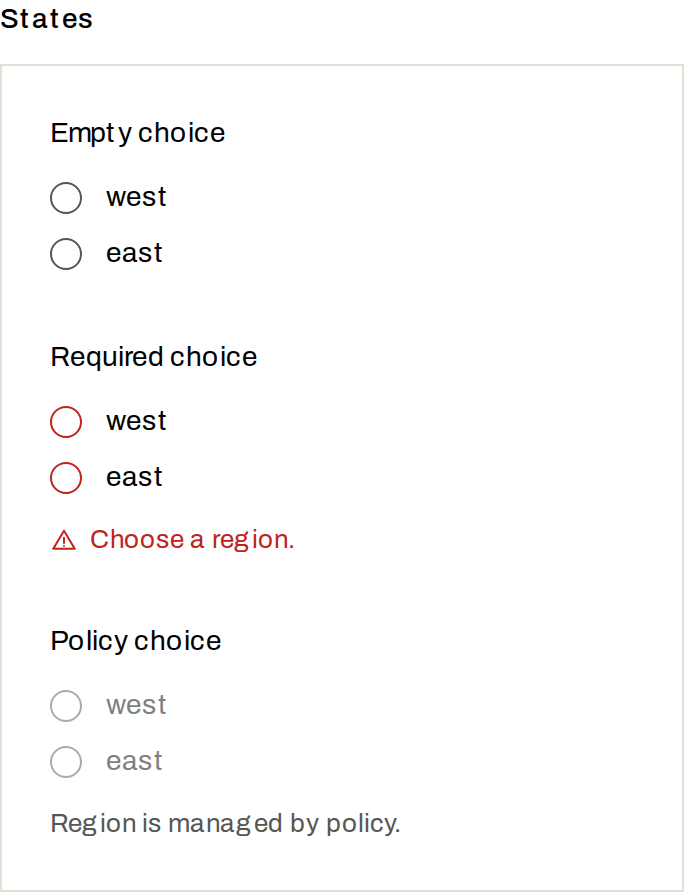 States
Empty choice
west
east
Required choice
west
east
Choose a region.
Policy choice
west
east
Region is managed by policy.